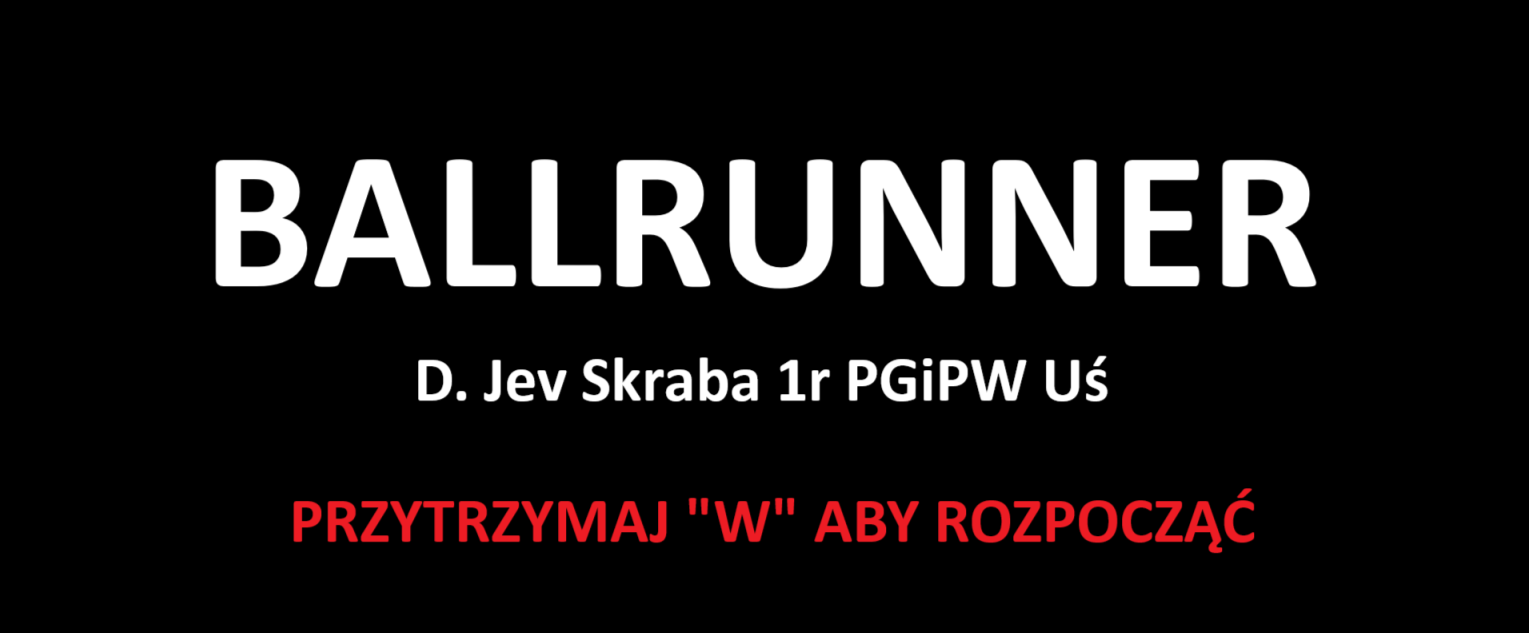 BALLRUNNER
D. Jev Skraba 1r PGiPW Uś
PRZYTRZYMAJ "W" ABY ROZPOCZĄĆ